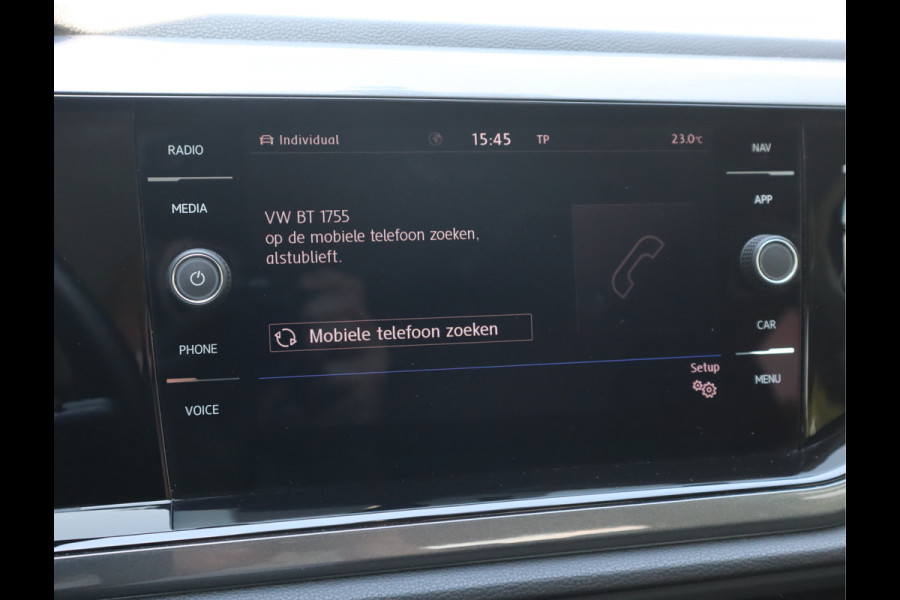 RADIO
MEDIA
PHONE
VOICE
Individual 15:45 TP 23.0°C
VW BT 1755
op de mobiele telefoon zoeken,
alstublieft.
Mobiele telefoon zoeken
Setup
NAV
APP
CAR
MENU